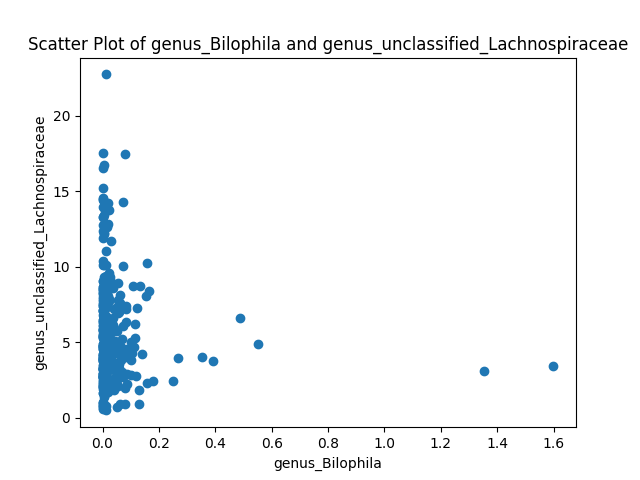 Scatter Plot of genus_Bilophila and genus_unclassified_Lachnospiraceae
genus_unclassified_Lachnospiraceae
20
15
10
5
0
0.0 0.2 0.4 0.6 0.8 1.0 1.2 1.4 1.6
genus_Bilophila